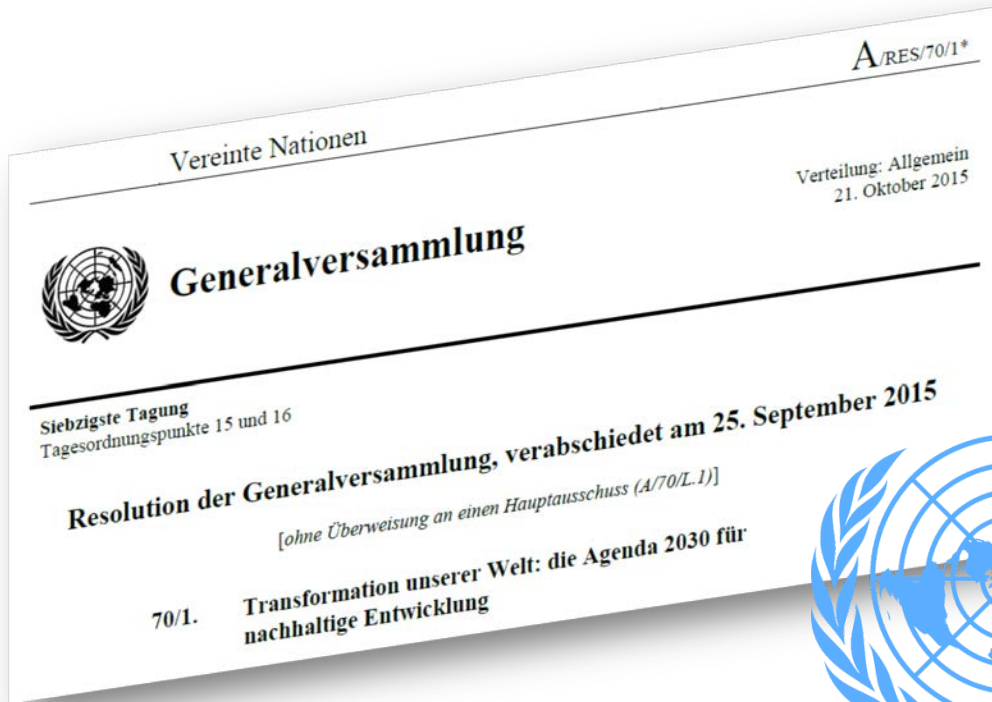 A/RES/70/1*
Vereinte Nationen
Verteilung: Allgemein
21. Oktober 2015
Generalversammlung
Siebzigste Tagung
Tagesordnungspunkte 15 und 16
Resolution der Generalversammlung, verabschiedet am 25. September 2015
[ohne Überweisung an einen Hauptausschuss (A/70/L.1)]
70/1. Transformation unserer Welt: die Agenda 2030 für
nachhaltige Entwicklung